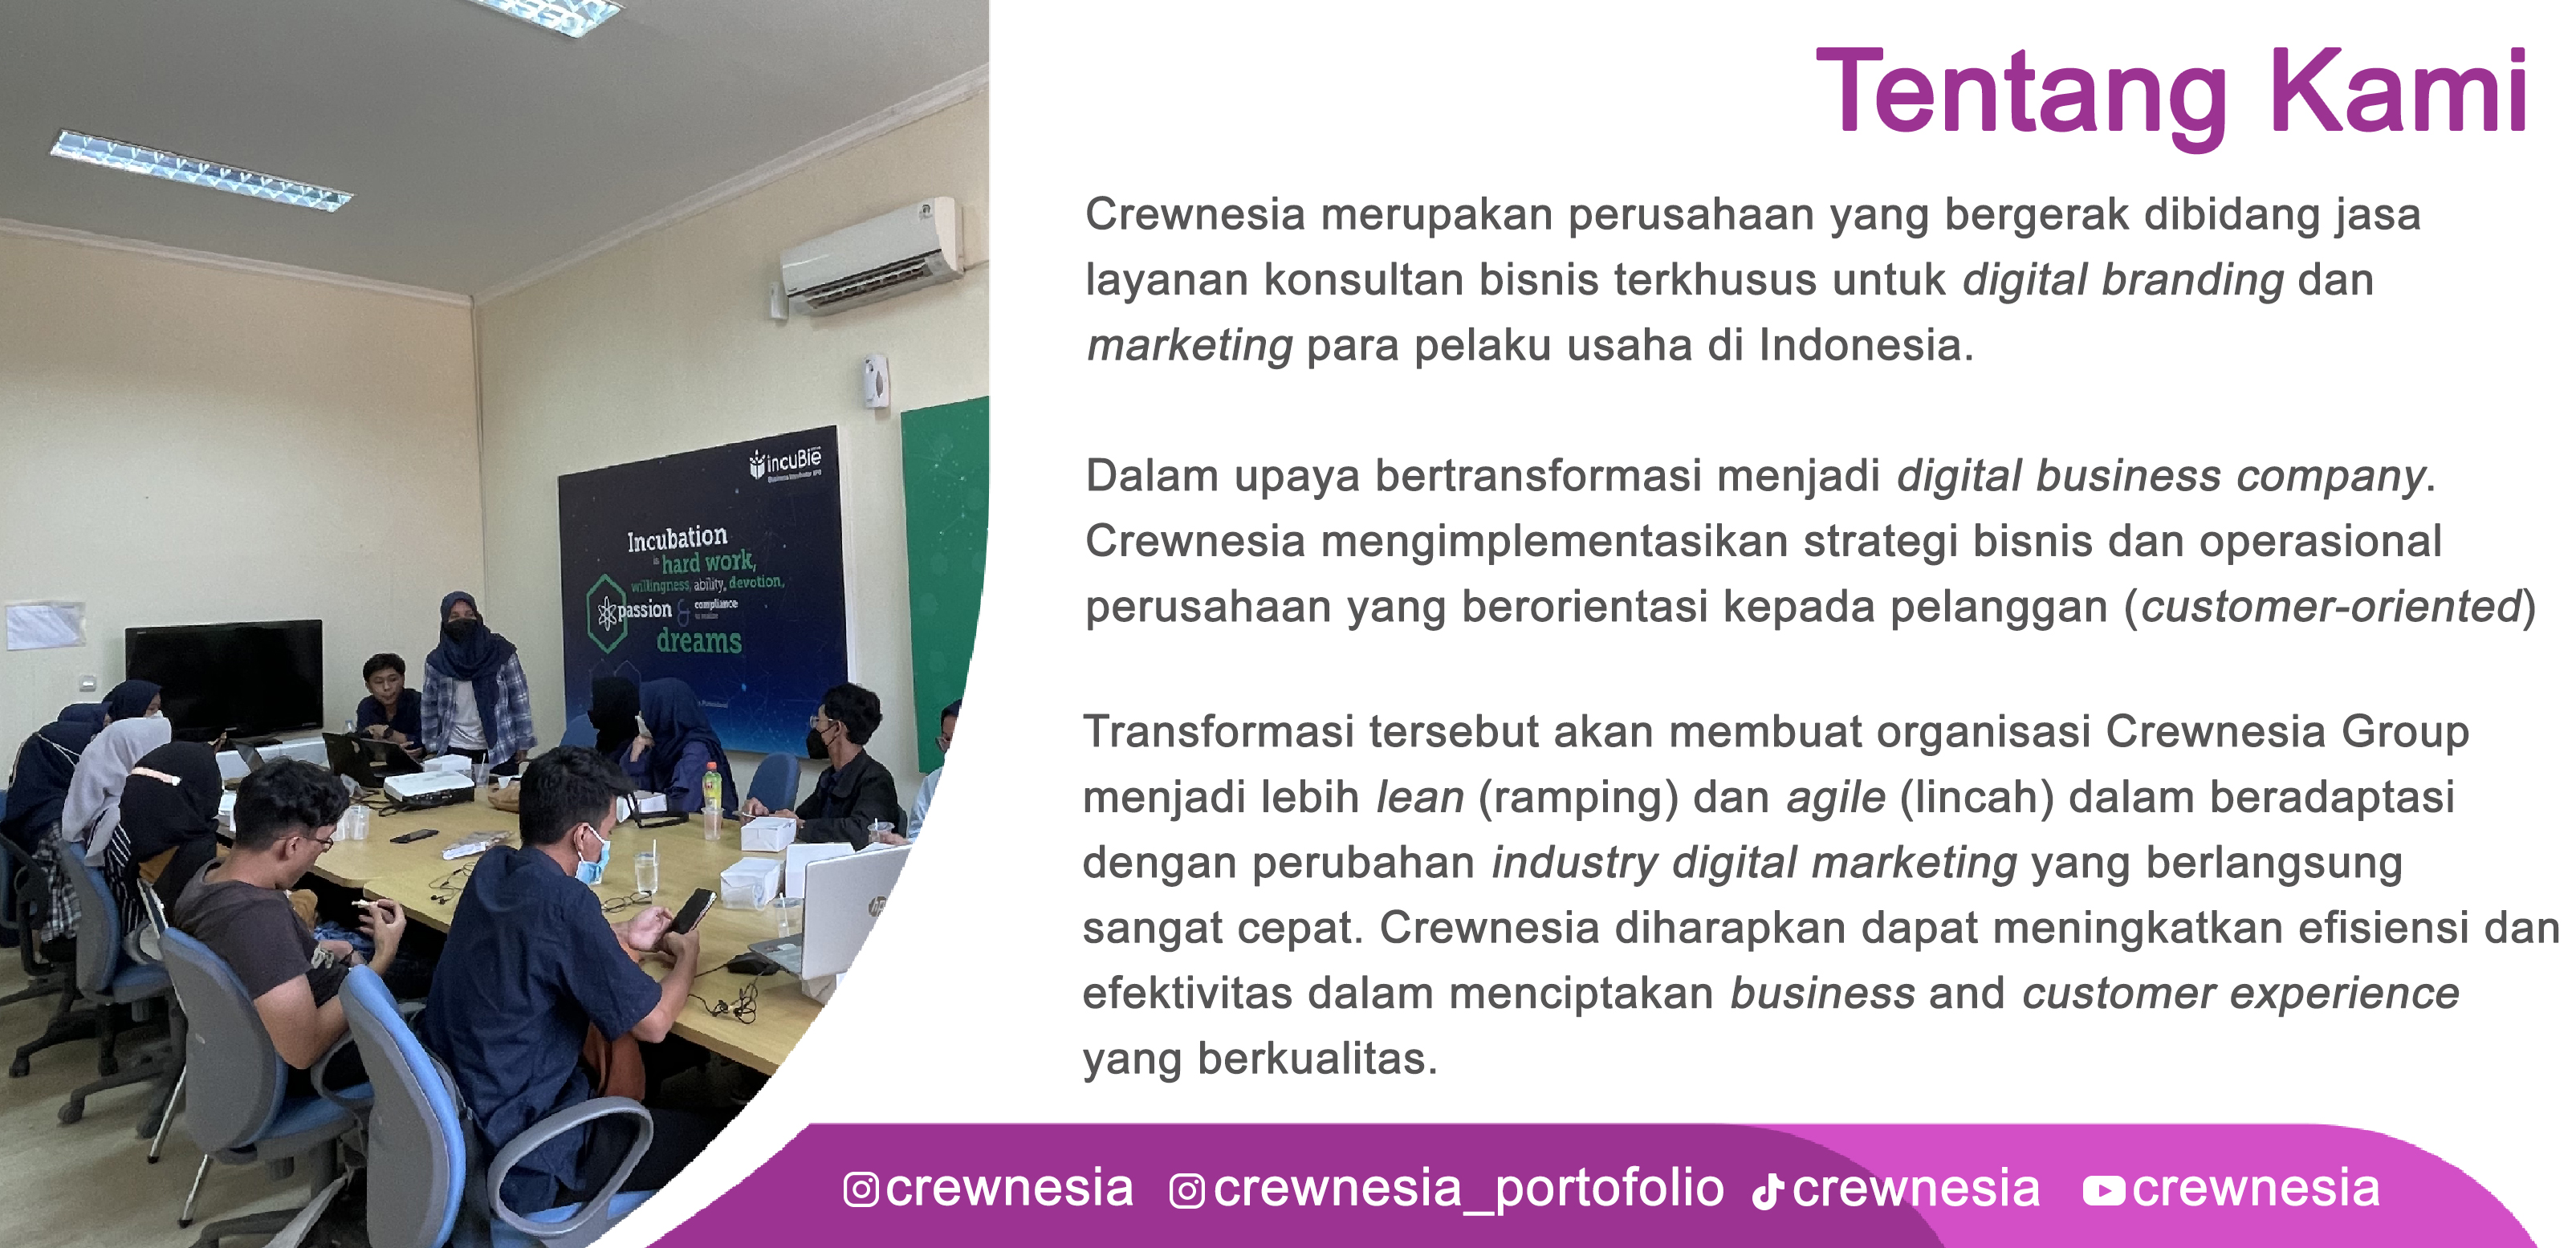 Tentang Kami
Crewnesia merupakan perusahaan yang bergerak dibidang jasa
layanan konsultan bisnis terkhusus untuk digital branding dan
marketing para pelaku usaha di Indonesia.
Dalam upaya bertransformasi menjadi digital business company.
Crewnesia mengimplementasikan strategi bisnis dan operasional
perusahaan yang berorientasi kepada pelanggan (customer-oriented)
Transformasi tersebut akan membuat organisasi Crewnesia Group
menjadi lebih lean (ramping) dan agile (lincah) dalam beradaptasi
dengan perubahan industry digital marketing yang berlangsung
sangat cepat. Crewnesia diharapkan dapat meningkatkan efisiensi dan
efektivitas dalam menciptakan business and customer experience
yang berkualitas.
incuBie
Incubation
is hard work,
willingness, ability, devotion,
passion & compliance
dreams
hp
crewnesia crewnesia_portofolio crewnesia crewnesia